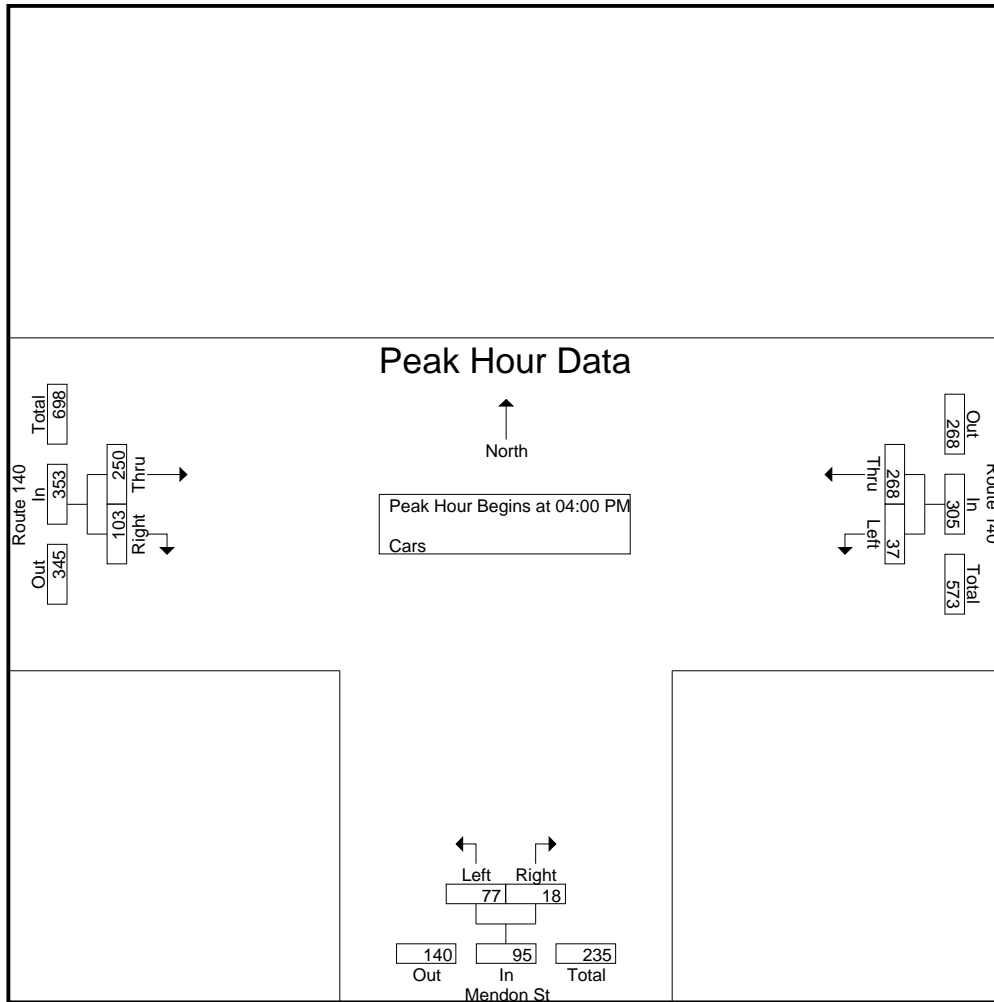 Peak Hour Data
North
Peak Hour Begins at 04:00 PM
Cars
Route 140
Total
698
In
353
Out
345
250
Thru
103
Right
Out
268
Route 140
In
305
Total
573
268
Thru
37
Left
Left Right
77 18
140 95 235
Out In Total
Mendon St